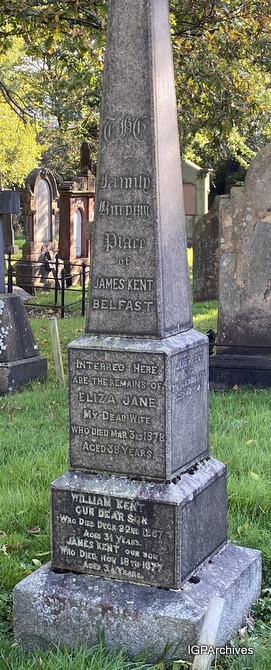 The
Family
Burying
Place
of
JAMES KENT
BELFAST
INTERRED HERE
ARE THE REMAINS OF
ELIZA JANE
MY DEAR WIFE
WHO DIED MAR 3RD 1878
AGED 38 YEARS
WILLIAM KENT
OUR DEAR SON
WHO DIED DECR 22ND 1867
AGED 3½ YEARS
JAMES KENT OUR SON
WHO DIED NOV 18TH 1877
AGED YEARS.
IGPArchives